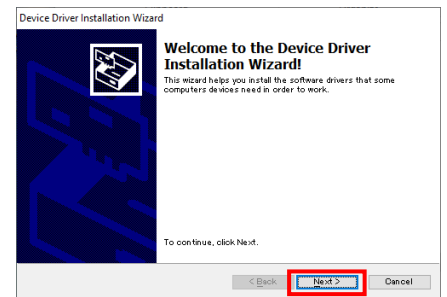 Device Driver Installation Wizard
Welcome to the Device Driver
Installation Wizard!
This wizard helps you install the software drivers that some
computers devices need in order to work.
To continue, click Next.
< Back
Next >
Cancel